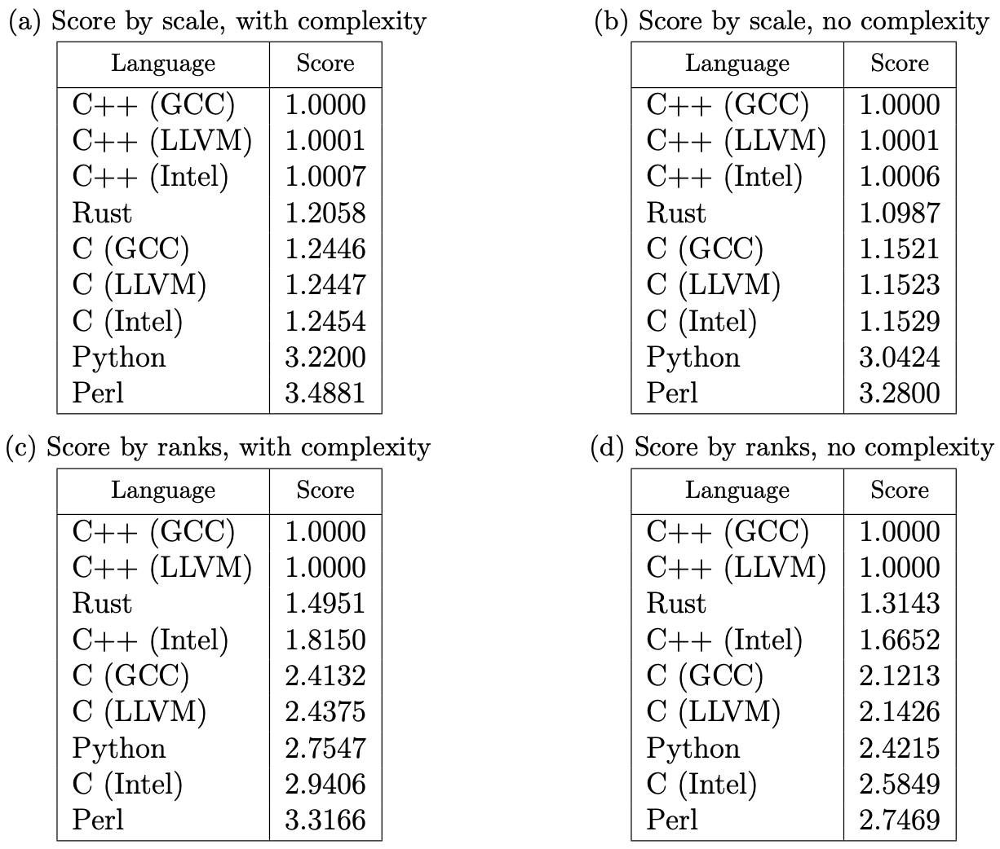 (a) Score by scale, with complexity
Language Score
C++ (GCC) 1.0000
C++ (LLVM) 1.0001
C++ (Intel) 1.0007
Rust 1.2058
C (GCC) 1.2446
C (LLVM) 1.2447
C (Intel) 1.2454
Python 3.2200
Perl 3.4881
(b) Score by scale, no complexity
Language Score
C++ (GCC) 1.0000
C++ (LLVM) 1.0001
C++ (Intel) 1.0006
Rust 1.0987
C (GCC) 1.1521
C (LLVM) 1.1523
C (Intel) 1.1529
Python 3.0424
Perl 3.2800
(c) Score by ranks, with complexity
Language Score
C++ (GCC) 1.0000
C++ (LLVM) 1.0000
Rust 1.4951
C++ (Intel) 1.8150
C (GCC) 2.4132
C (LLVM) 2.4375
Python 2.7547
C (Intel) 2.9406
Perl 3.3166
(d) Score by ranks, no complexity
Language Score
C++ (GCC) 1.0000
C++ (LLVM) 1.0000
Rust 1.3143
C++ (Intel) 1.6652
C (GCC) 2.1213
C (LLVM) 2.1426
Python 2.4215
C (Intel) 2.5849
Perl 2.7469